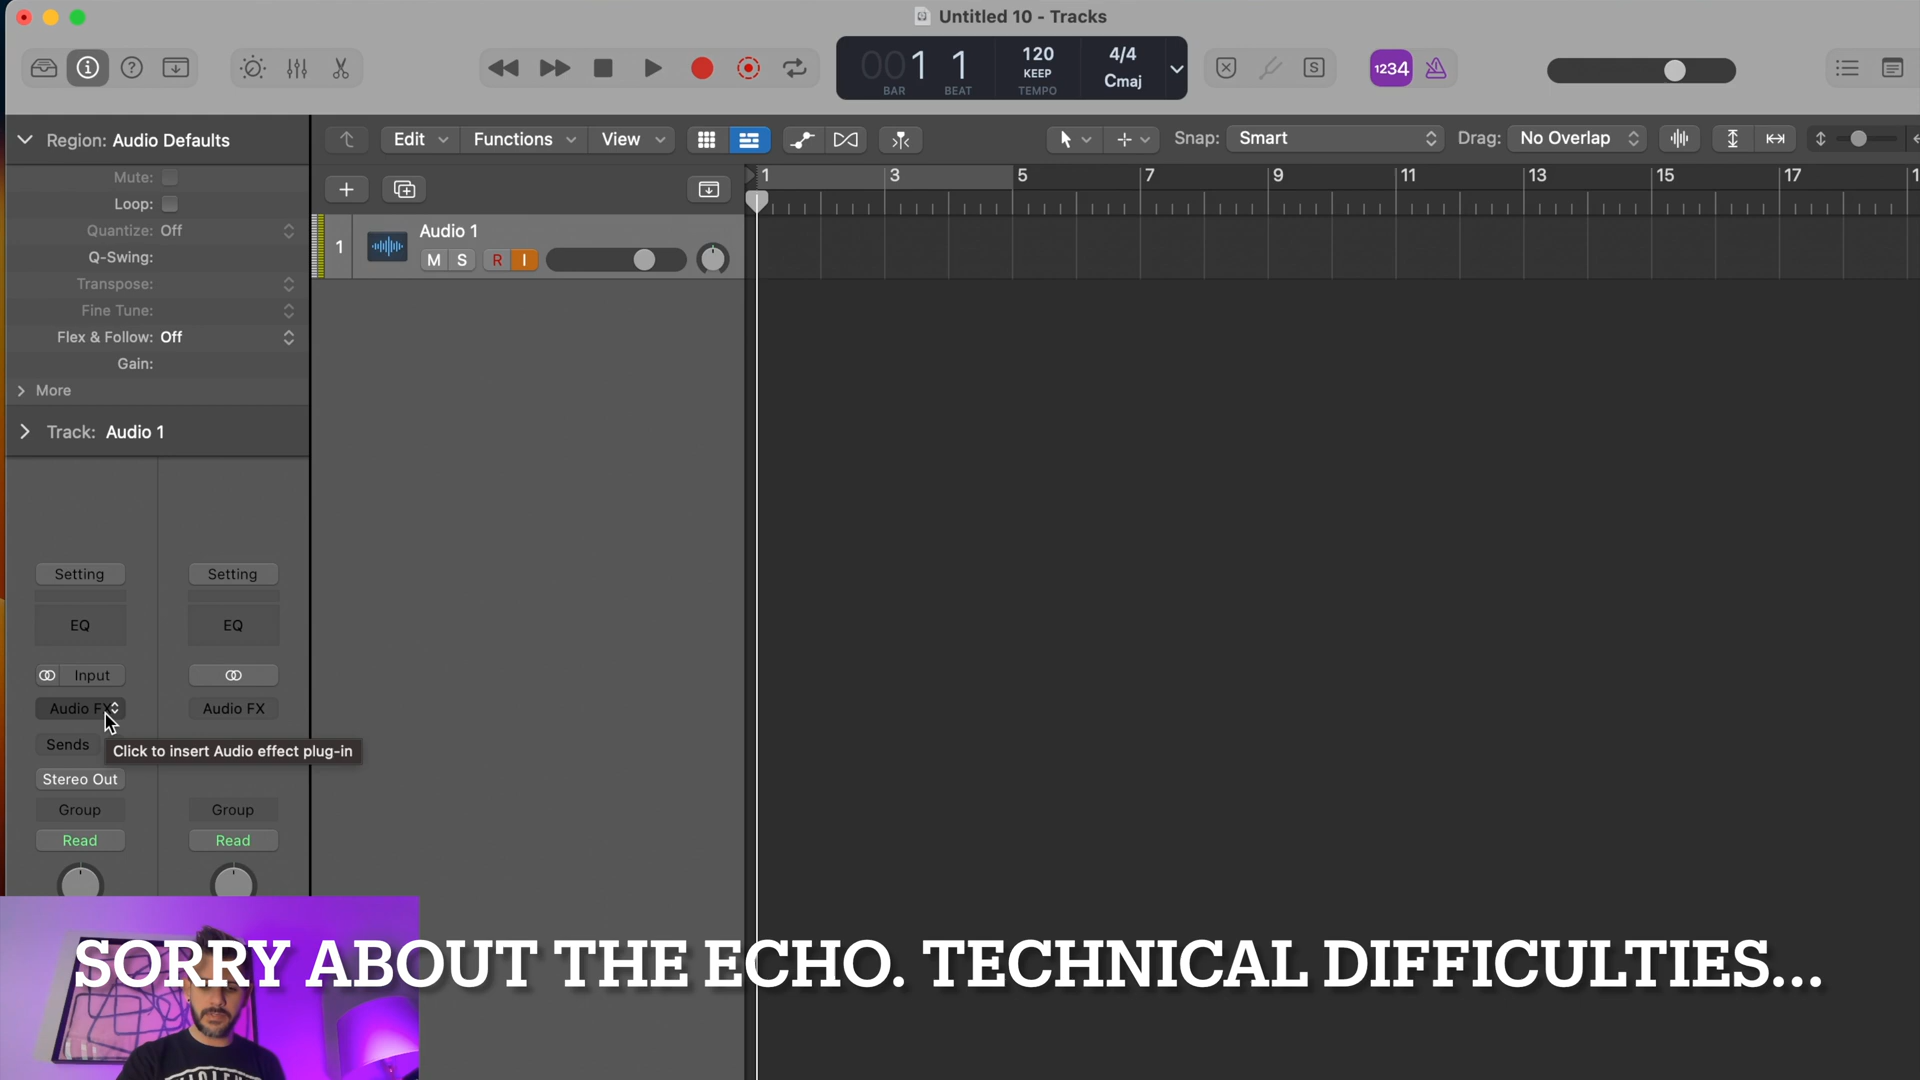 Untitled 10 - Tracks
001 1
BAR BEAT
120
KEEP
TEMPO
4/4
Cmaj
S
1234
Region: Audio Defaults
Edit
Functions
View
Snap: Smart
Drag: No Overlap
Mute:
Loop:
Quantize: Off
Q-Swing:
Transpose:
Fine Tune:
Flex & Follow: Off
Gain:
More
Track: Audio 1
1 3 5 7 9 11 13 15 17
1
Audio 1
M S R I
Setting
Setting
EQ
EQ
Input
Audio FX
Audio FX
Sends
Click to insert Audio effect plug-in
Stereo Out
Group
Group
Read
Read
SORRY ABOUT THE ECHO. TECHNICAL DIFFICULTIES...